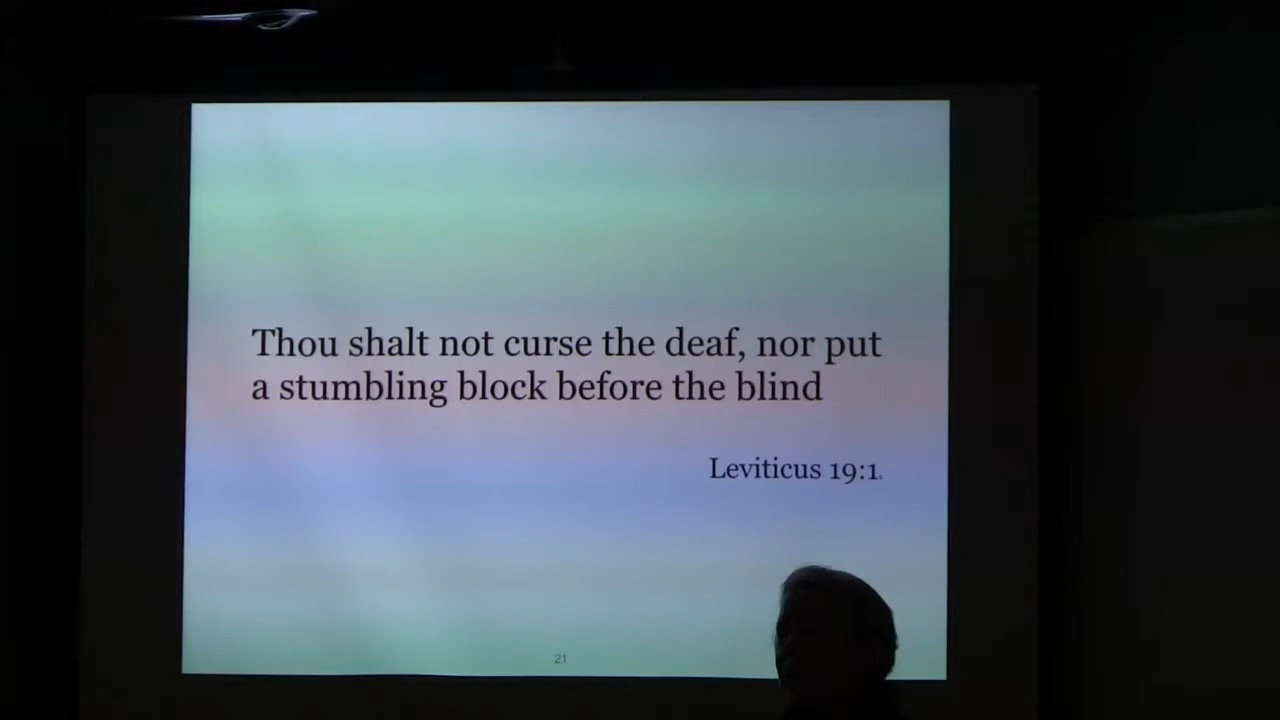 Thou shalt not curse the deaf, nor put
a stumbling block before the blind
Leviticus 19:1
21